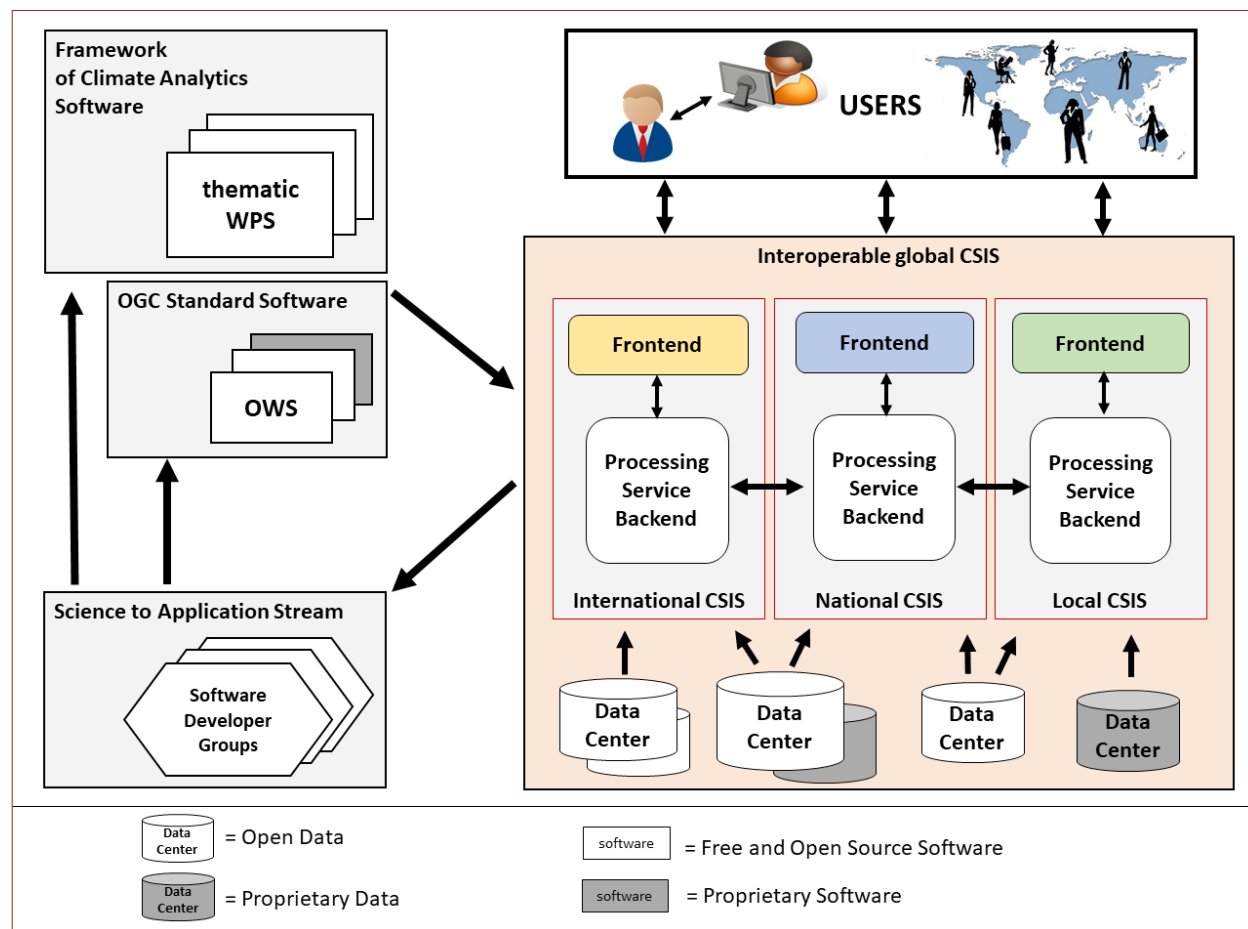 Framework
of Climate Analytics
Software
thematic
WPS
OGC Standard Software
OWS
Science to Application Stream
Software
Developer
Groups
USERS
Interoperable global CSIS
Frontend
Frontend
Frontend
Processing
Service
Backend
Processing
Service
Backend
Processing
Service
Backend
International CSIS
National CSIS
Local CSIS
Data
Center
Data
Center
Data
Center
Data
Center
Data
Center
= Open Data
software
= Free and Open Source Software
Data
Center
= Proprietary Data
software
= Proprietary Software